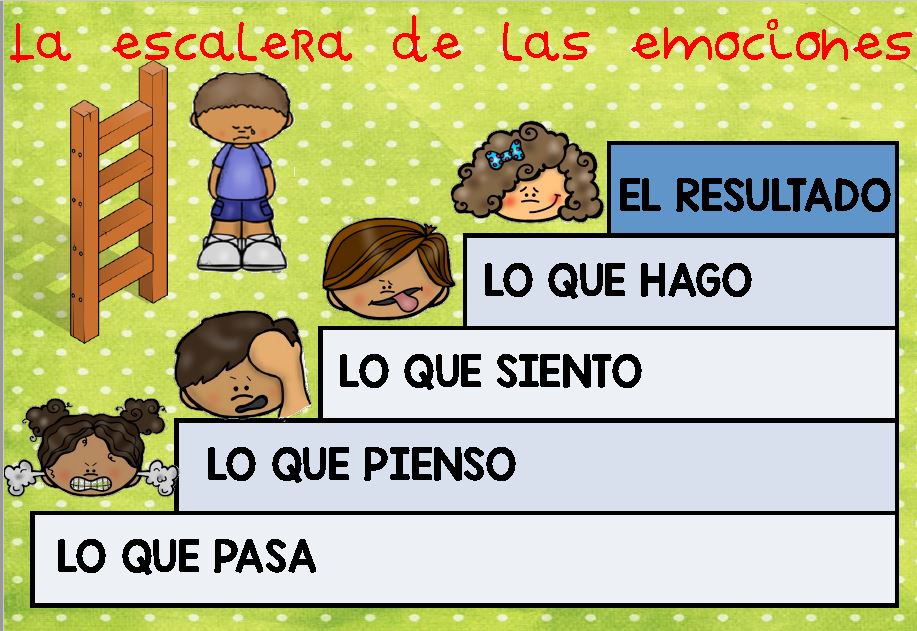 La escalera de las emociones
EL RESULTADO
LO QUE HAGO
LO QUE SIENTO
LO QUE PIENSO
LO QUE PASA